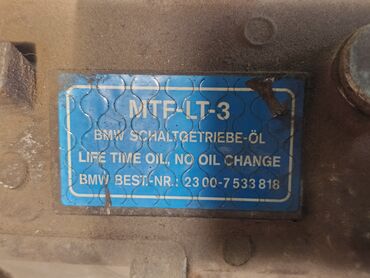 MTF-LT-3
BMW SCHALTGETRIEBE-ÖL
LIFE TIME OIL, NO OIL CHANGE
BMW BEST.-NR.: 23 00-7 533 818